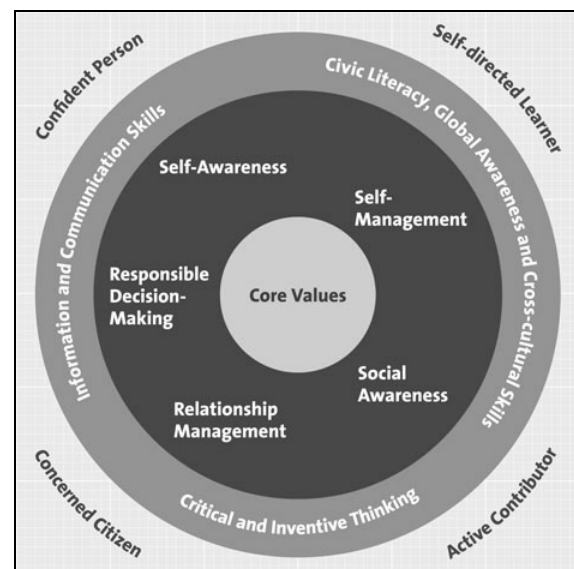 Confident Person
Self-directed Learner
Information and Communication Skills
Civic Literacy, Global Awareness and Cross-cultural Skills
Self-Awareness
Self-
Management
Responsible
Decision-
Making
Core Values
Social
Awareness
Relationship
Management
Critical and Inventive Thinking
Concerned Citizen
Active Contributor